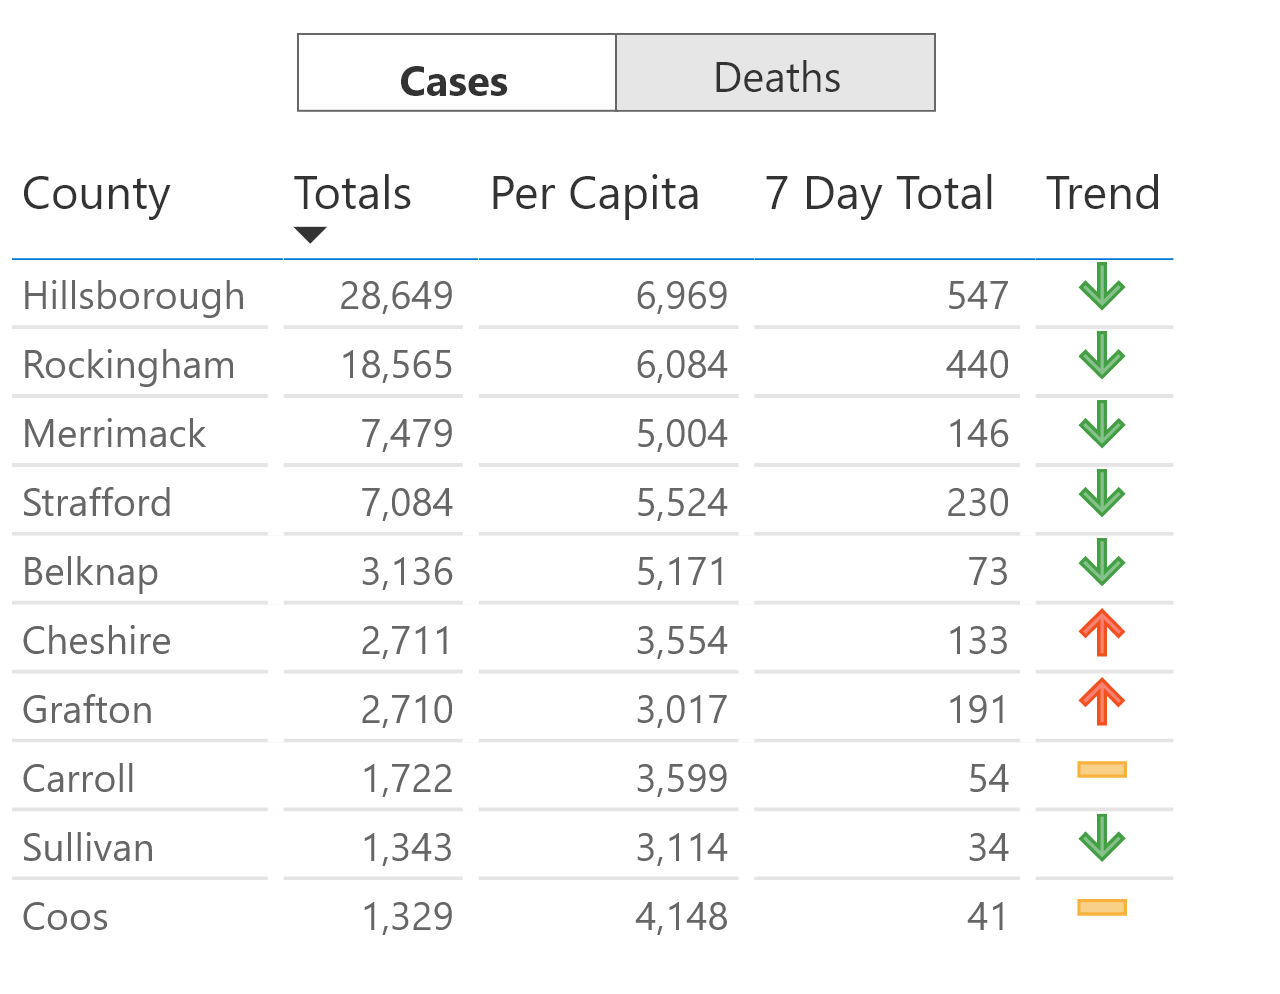 Cases Deaths
County Totals Per Capita 7 Day Total Trend
Hillsborough 28,649 6,969 547
Rockingham 18,565 6,084 440
Merrimack 7,479 5,004 146
Strafford 7,084 5,524 230
Belknap 3,136 5,171 73
Cheshire 2,711 3,554 133
Grafton 2,710 3,017 191
Carroll 1,722 3,599 54
Sullivan 1,343 3,114 34
Coos 1,329 4,148 41